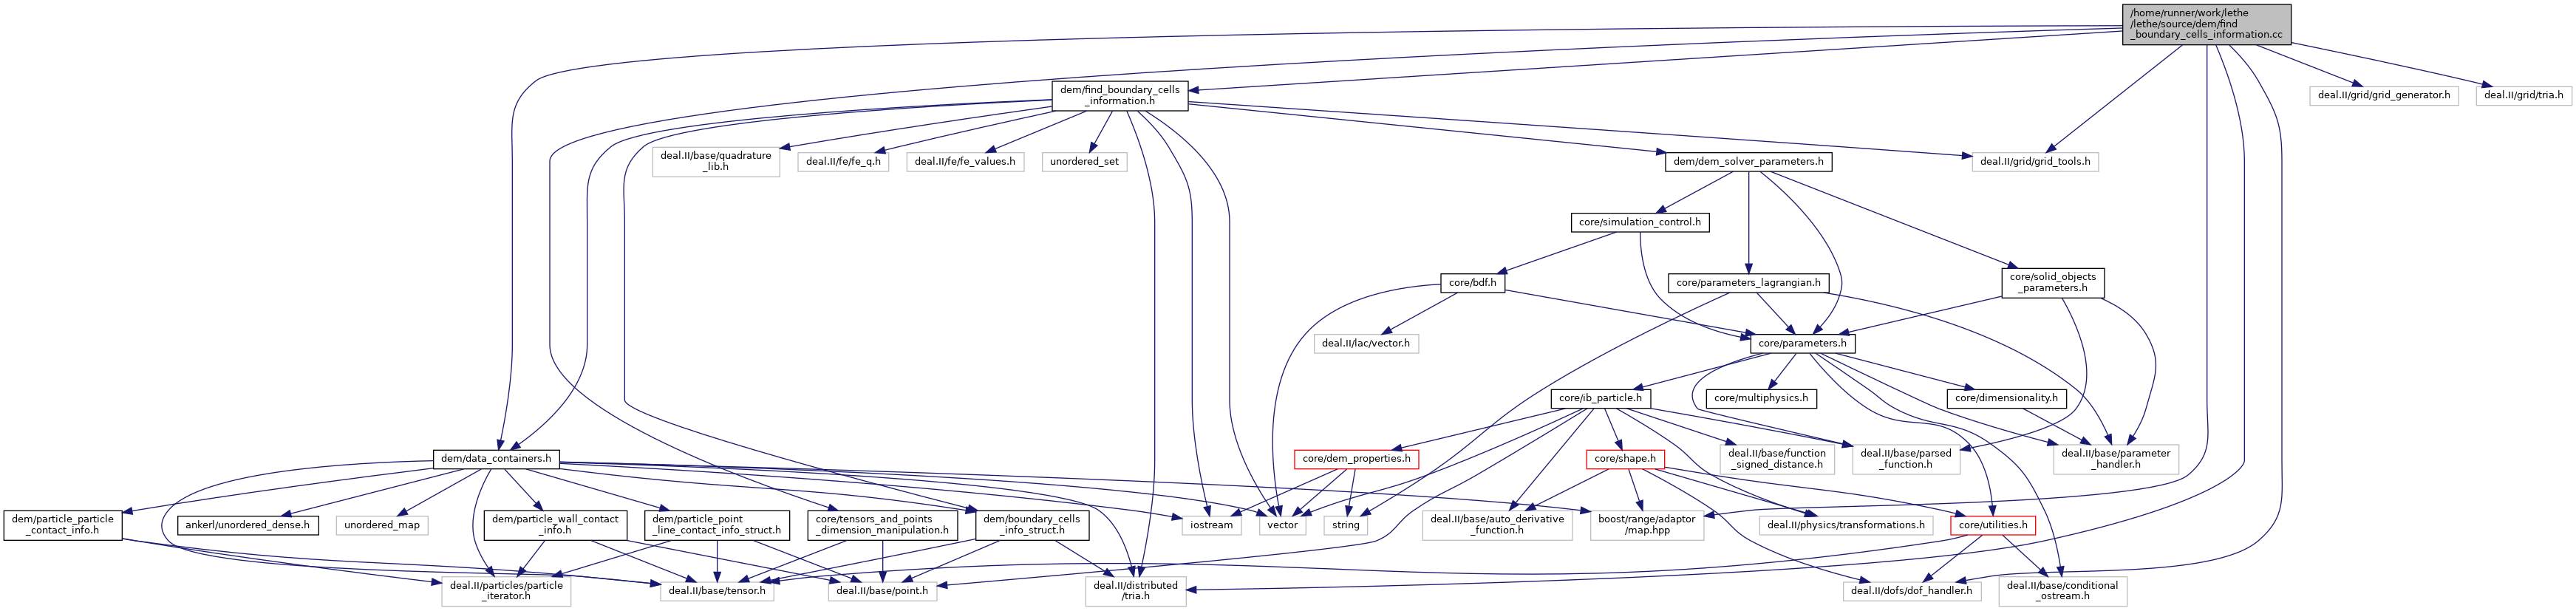 /home/runner/work/lethe
/lethe/source/dem/find
_boundary_cells_information.cc
dem/find_boundary_cells
_information.h
deal.II/grid/grid_generator.h
deal.II/grid/tria.h
deal.II/base/quadrature
_lib.h
deal.II/fe/fe_q.h
deal.II/fe/fe_values.h
unordered_set
dem/dem_solver_parameters.h
deal.II/grid/grid_tools.h
core/simulation_control.h
core/bdf.h
core/parameters_lagrangian.h
core/solid_objects
_parameters.h
deal.II/lac/vector.h
core/parameters.h
core/ib_particle.h
core/multiphysics.h
core/dimensionality.h
dem/data_containers.h
core/dem_properties.h
core/shape.h
deal.II/base/function
_signed_distance.h
deal.II/base/parsed
_function.h
deal.II/base/parameter
_handler.h
dem/particle_particle
_contact_info.h
ankerl/unordered_dense.h
unordered_map
dem/particle_wall_contact
_info.h
dem/particle_point
_line_contact_info_struct.h
core/tensors_and_points
_dimension_manipulation.h
dem/boundary_cells
_info_struct.h
iostream
vector
string
deal.II/base/auto_derivative
_function.h
boost/range/adaptor
/map.hpp
deal.II/physics/transformations.h
core/utilities.h
deal.II/particles/particle
_iterator.h
deal.II/base/tensor.h
deal.II/base/point.h
deal.II/distributed
/tria.h
deal.II/dofs/dof_handler.h
deal.II/base/conditional
_ostream.h